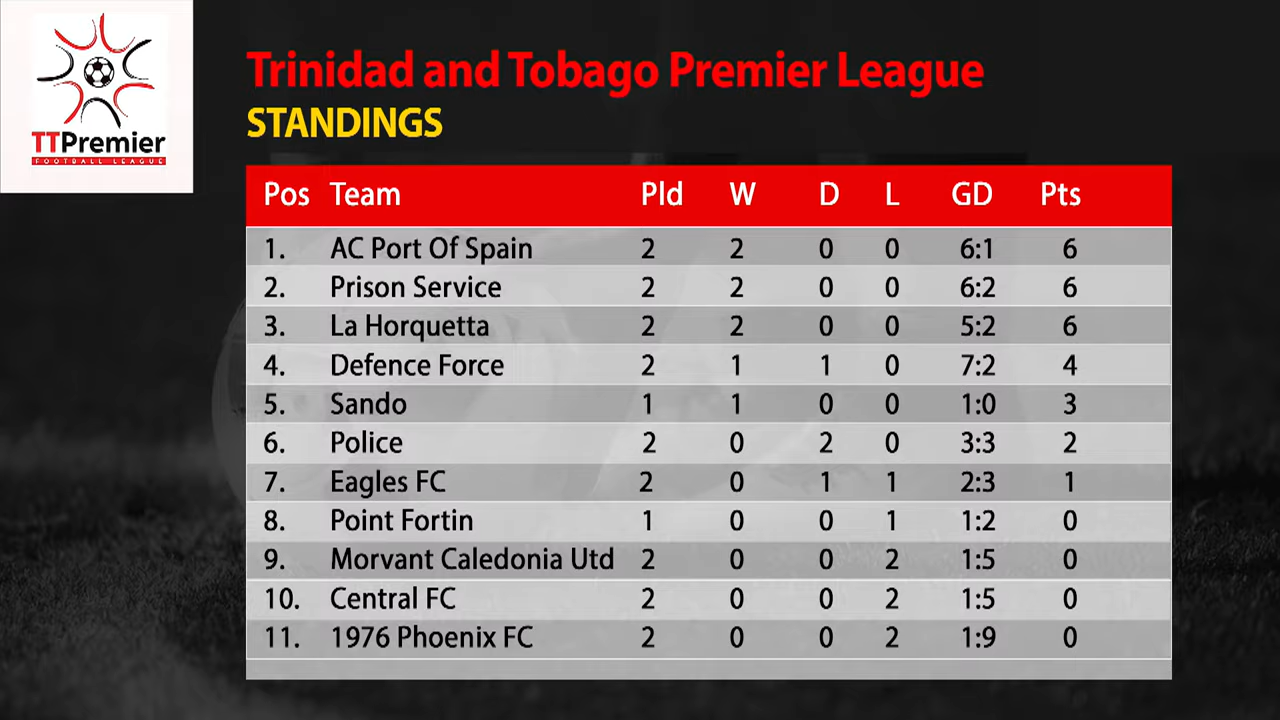 TTPremier
FOOTBALL LEAGUE
Trinidad and Tobago Premier League
STANDINGS
Pos Team Pld W D L GD Pts
1. AC Port Of Spain 2 2 0 0 6:1 6
2. Prison Service 2 2 0 0 6:2 6
3. La Horquetta 2 2 0 0 5:2 6
4. Defence Force 2 1 1 0 7:2 4
5. Sando 1 1 0 0 1:0 3
6. Police 2 0 2 0 3:3 2
7. Eagles FC 2 0 1 1 2:3 1
8. Point Fortin 1 0 0 1 1:2 0
9. Morvant Caledonia Utd 2 0 0 2 1:5 0
10. Central FC 2 0 0 2 1:5 0
11. 1976 Phoenix FC 2 0 0 2 1:9 0